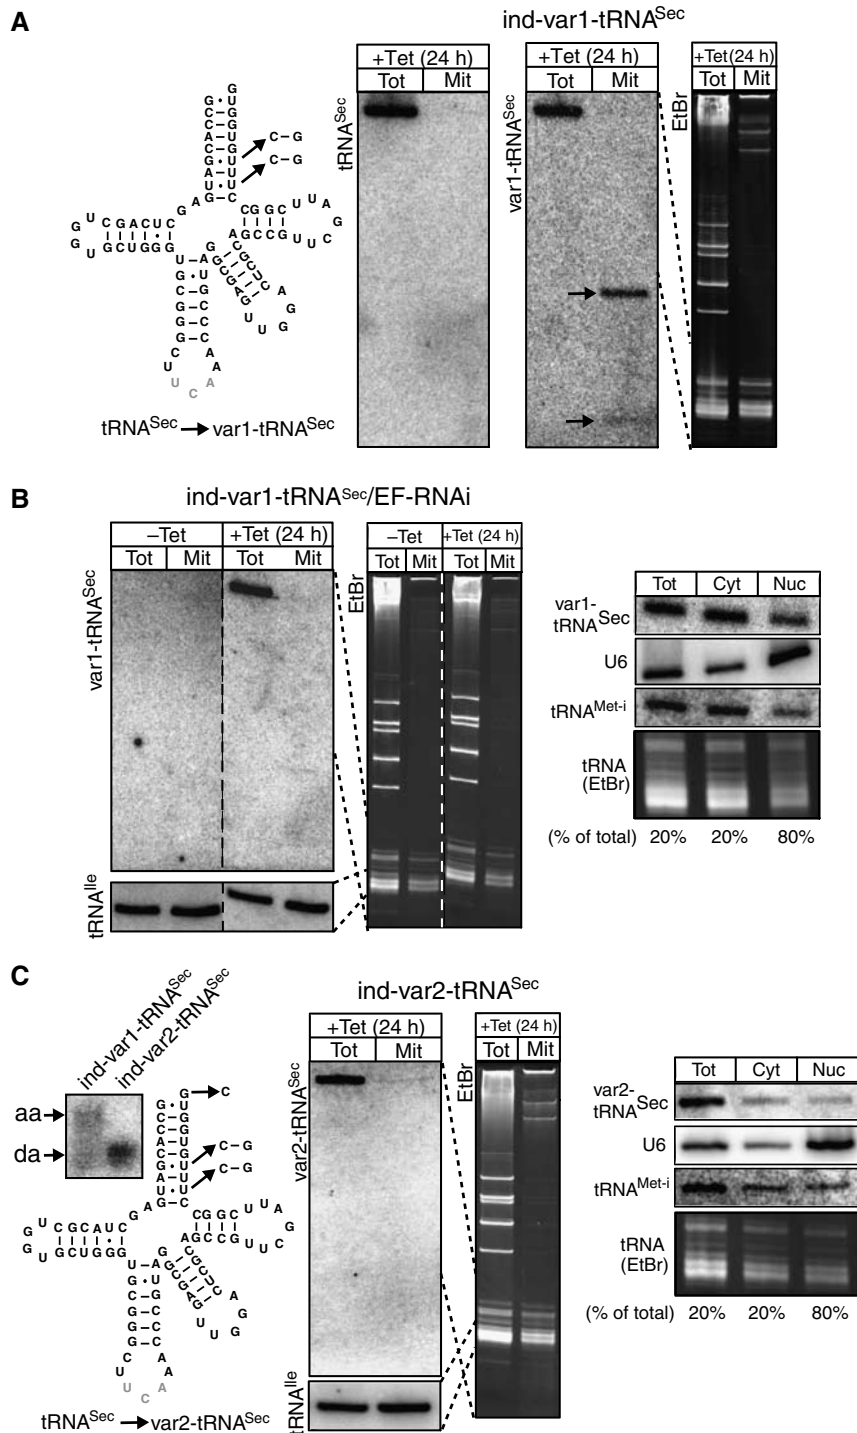 A
ind-var1-tRNASec
+Tet (24 h)
Tot Mit
tRNASec
+Tet (24 h)
Tot Mit
var1-tRNASec
+Tet(24 h)
Tot Mit
EtBr
C – G
C – G
tRNASec → var1-tRNASec
B
ind-var1-tRNASec/EF-RNAi
–Tet +Tet (24 h)
Tot Mit Tot Mit
var1-tRNASec
tRNAIle
–Tet +Tet (24 h)
Tot Mit Tot Mit
EtBr
Tot Cyt Nuc
var1-
tRNASec
U6
tRNAMet-i
tRNA
(EtBr)
(% of total) 20% 20% 80%
C
ind-var2-tRNASec
ind-var1-tRNASec
ind-var2-tRNASec
aa
da
C
C – G
C – G
tRNASec → var2-tRNASec
+Tet (24 h)
Tot Mit
var2-tRNASec
tRNAIle
+Tet (24 h)
Tot Mit
EtBr
Tot Cyt Nuc
var2-
tRNASec
U6
tRNAMet-i
tRNA
(EtBr)
(% of total) 20% 20% 80%